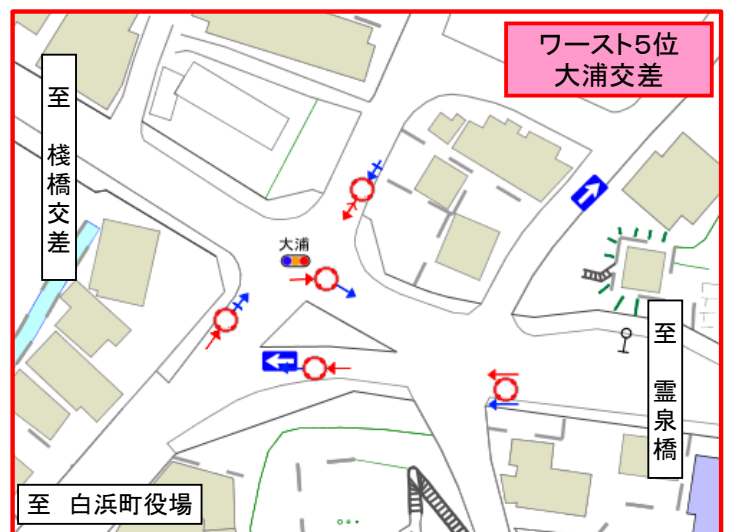 ワースト5位
大浦交差
至 桟橋交差
大浦
至 霊泉橋
至 白浜町役場